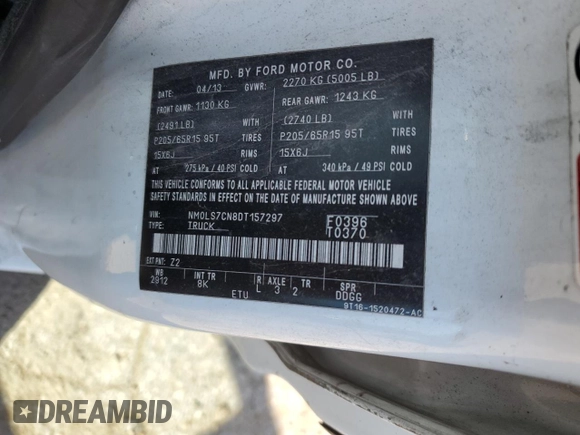 MFD. BY FORD MOTOR CO.
DATE: 04/13 GVWR: 2270 KG (5005 LB)
FRONT GAWR: 1130 KG REAR GAWR: 1243 KG
(2491 LB) WITH (2740 LB) WITH
P205/65R15 95T TIRES P205/65R15 95T TIRES
15X6J RIMS 15X6J RIMS
AT 275 kPa / 40 PSI COLD AT 340 kPa / 49 PSI COLD
THIS VEHICLE CONFORMS TO ALL APPLICABLE FEDERAL MOTOR VEHICLE
SAFETY STANDARDS IN EFFECT ON THE DATE OF MANUFACTURE SHOWN ABOVE.
VIN: NM0LS7CN8DT157297 F0396
TYPE: TRUCK T0370
EXT PNT: Z2
WB INT TR R AXLE TR SPR
2912 8K L 3 2 DDGG
ETU
9T16-1520472-AC
DREAMBID